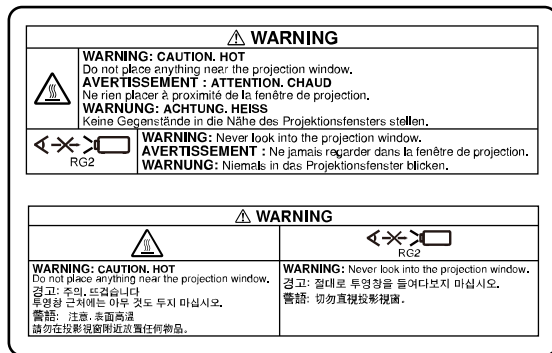 ⚠ WARNING
WARNING: CAUTION. HOT
Do not place anything near the projection window.
AVERTISSEMENT : ATTENTION. CHAUD
Ne rien placer à proximité de la fenêtre de projection.
WARNUNG: ACHTUNG. HEISS
Keine Gegenstände in die Nähe des Projektionsfensters stellen.
RG2
WARNING: Never look into the projection window.
AVERTISSEMENT : Ne jamais regarder dans la fenêtre de projection.
WARNUNG: Niemals in das Projektionsfenster blicken.
⚠ WARNING
RG2
WARNING: CAUTION. HOT
Do not place anything near the projection window.
경고: 주의. 뜨겁습니다
투영창 근처에는 아무 것도 두지 마십시오.
警語: 注意. 表面高溫
請勿在投影視窗附近放置任何物品。
WARNING: Never look into the projection window.
경고: 절대로 투영창을 들여다보지 마십시오.
警語: 切勿直視投影視窗.